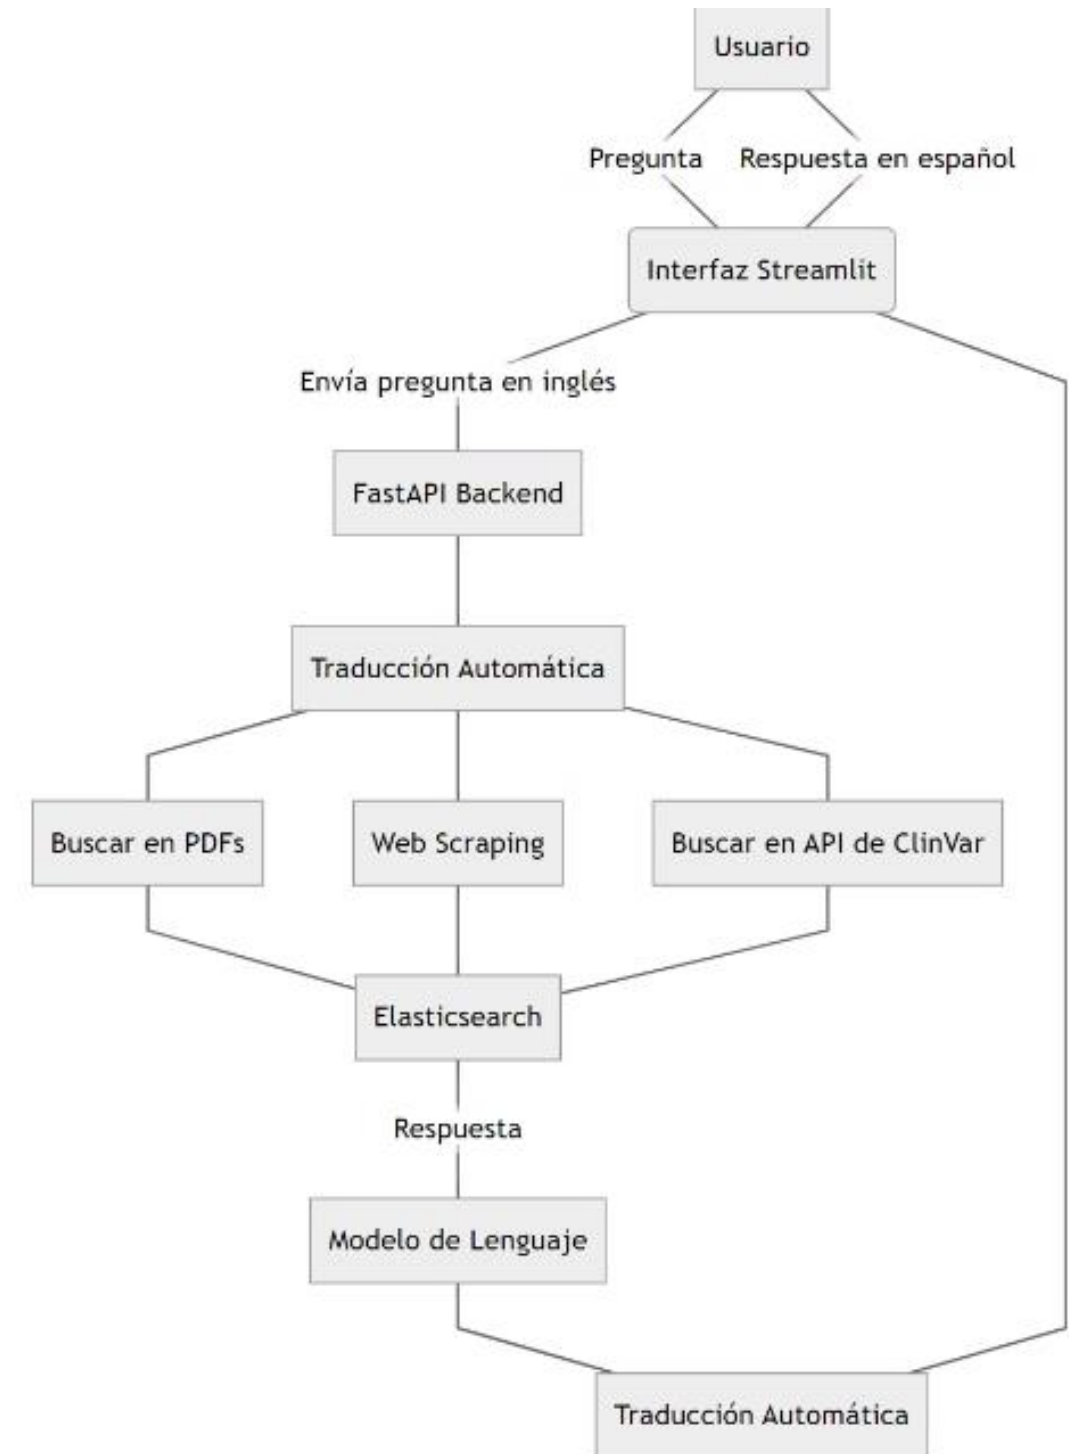 Usuario
Pregunta
Respuesta en español
Interfaz Streamlit
Envía pregunta en inglés
FastAPI Backend
Traducción Automática
Buscar en PDFs
Web Scraping
Buscar en API de ClinVar
Elasticsearch
Respuesta
Modelo de Lenguaje
Traducción Automática